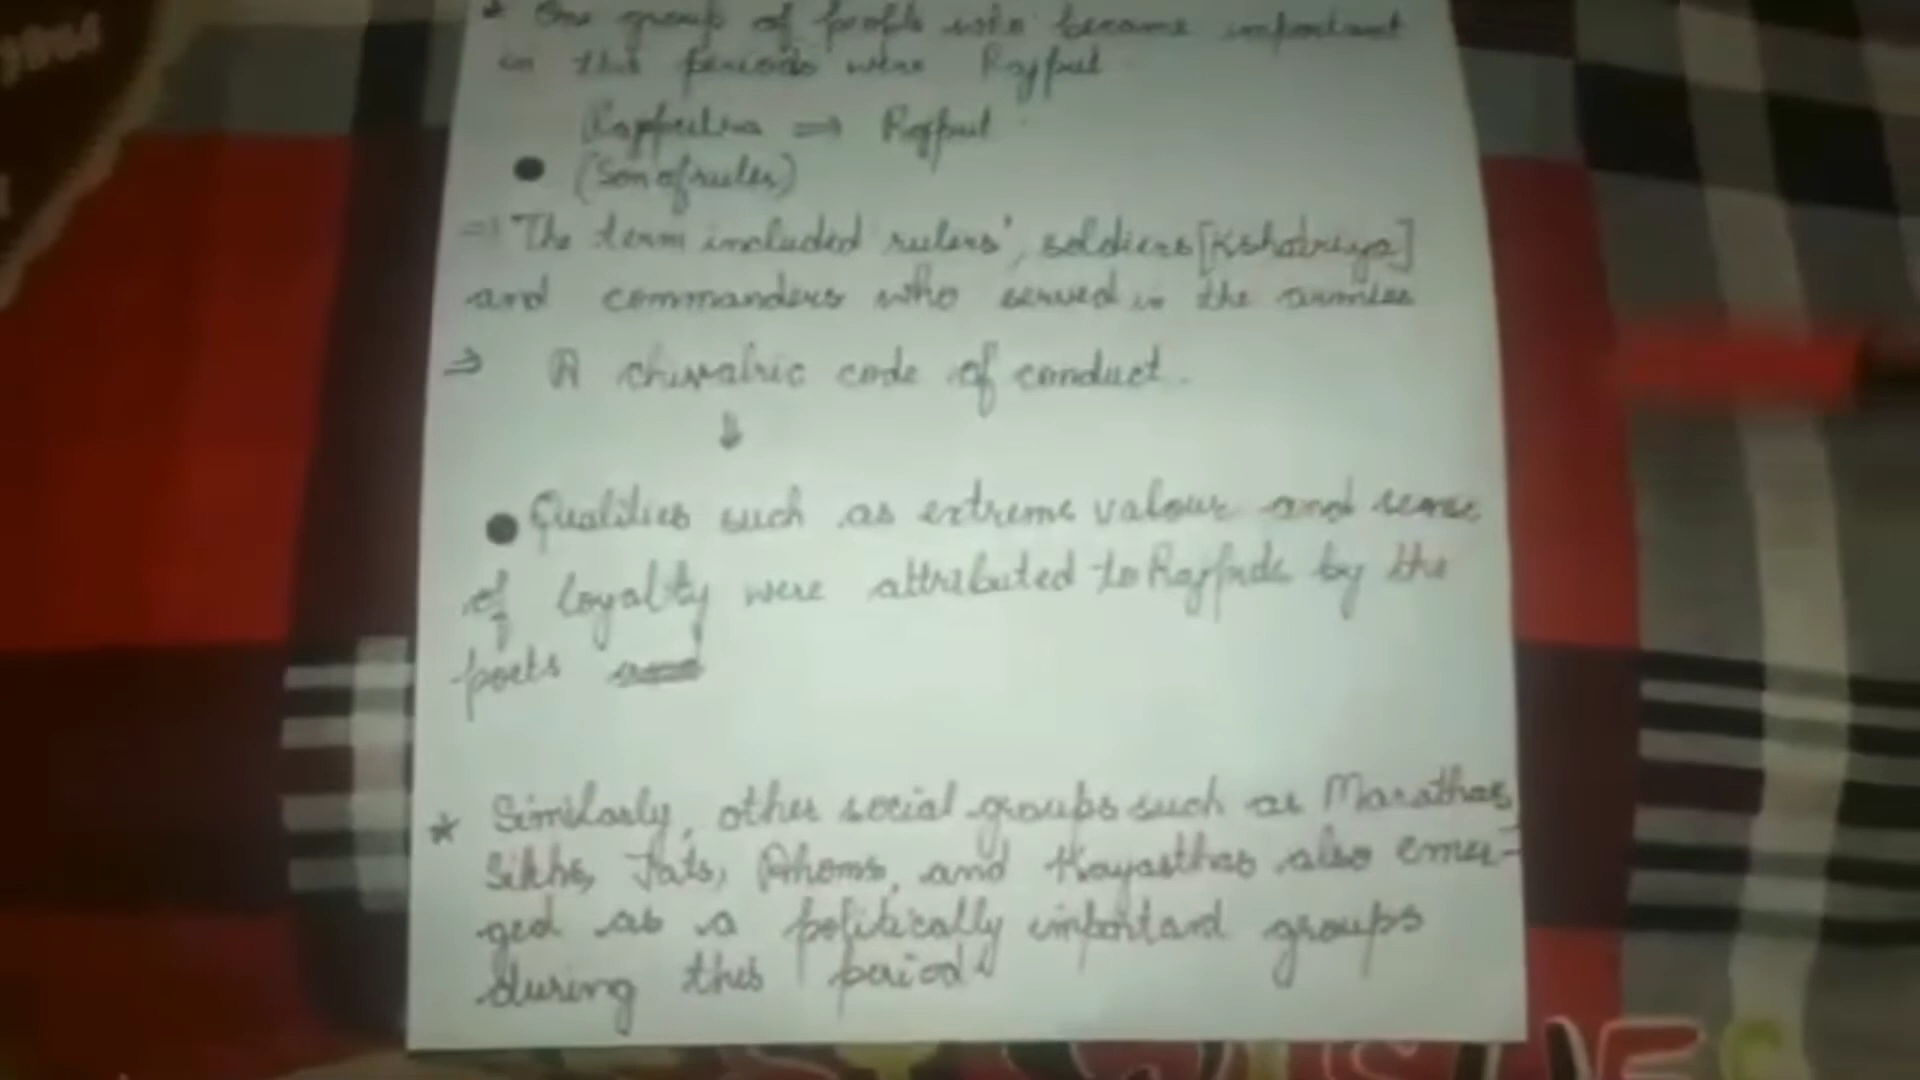 * One group of people who became important
in this periods were Rajput
Rajputra ⇒ Rajput
● (Son of ruler)
⇒ The term included rulers', soldiers [Kshatriya]
and commanders who served in the armies
⇒ A chivalric code of conduct.
↓
● Qualities such as extreme valour and sense
of loyalty were attributed to Rajputs by the
poets
* Similarly, other social groups such as Marathas,
Sikhs, Jats, Ahoms, and Kayasthas also emer-
ged as a politically important groups
during this period